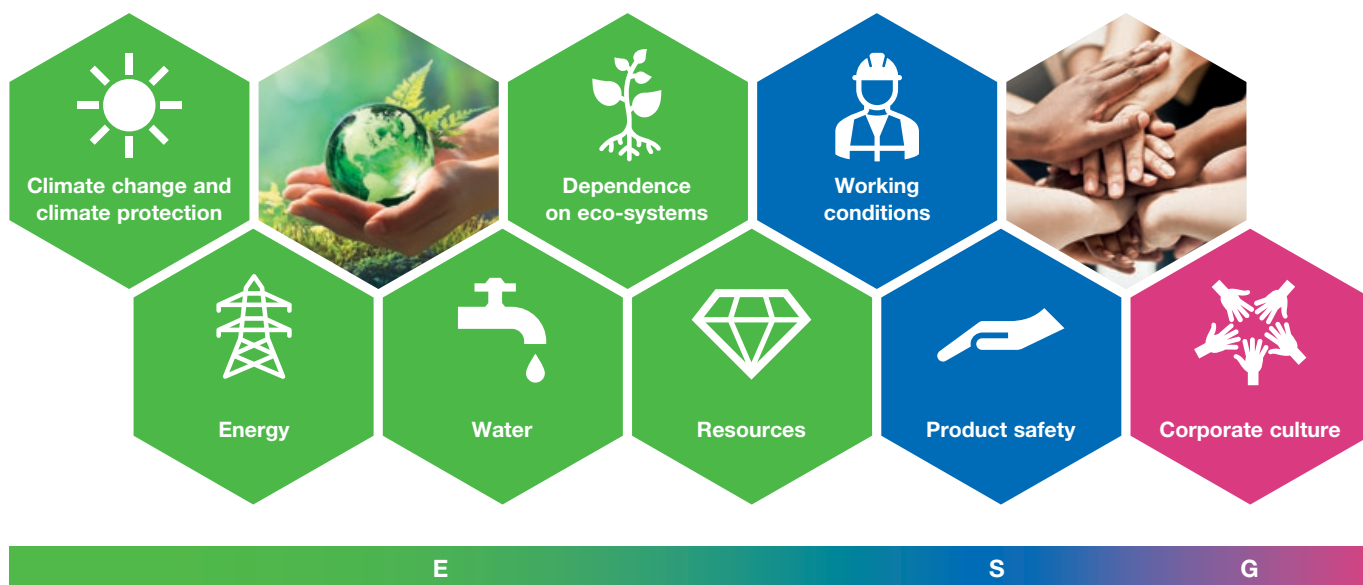 Climate change and
climate protection
Dependence
on eco-systems
Working
conditions
Energy
Water
Resources
Product safety
Corporate culture
E
S
G